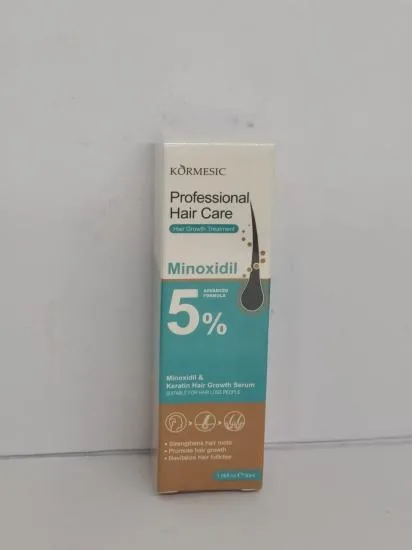 KORMESIC
Professional
Hair Care
Hair Growth Treatment
Minoxidil
5%
ADVANCED
FORMULA
Minoxidil &
Keratin Hair Growth Serum
SUITABLE FOR HAIR LOSS PEOPLE
• Strengthens hair roots
• Promote hair growth
• Revitalize hair follicles